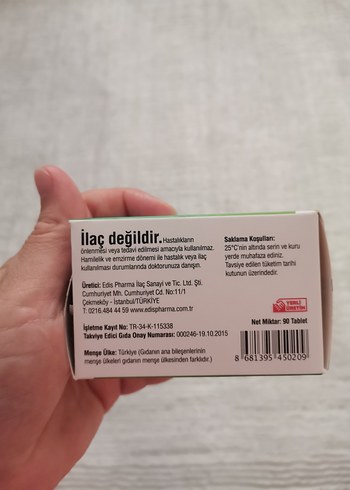 İlaç değildir. Hastalıkların
önlenmesi veya tedavi edilmesi amacıyla kullanılmaz.
Hamilelik ve emzirme dönemi ile hastalık veya ilaç
kullanılması durumlarında doktorunuza danışın.
Üretici: Edis Pharma İlaç Sanayi ve Tic. Ltd. Şti.
Cumhuriyet Mh. Cumhuriyet Cd. No:11/1
Çekmeköy - İstanbul/TÜRKİYE
T. 0216.484 44 59 www.edispharma.com.tr
İşletme Kayıt No: TR-34-K-115338
Takviye Edici Gıda Onay Numarası: 000246-19.10.2015
Menşe Ülke: Türkiye (Gıdanın ana bileşenlerinin
menşe ülkeleri gıdanın menşe ülkesinden farklıdır.)
Saklama Koşulları:
25°C'nin altında serin ve kuru
yerde muhafaza ediniz.
Tavsiye edilen tüketim tarihi
kutunun üzerindedir.
YERLİ
ÜRETİM
Net Miktar: 90 Tablet
8 681395 450209